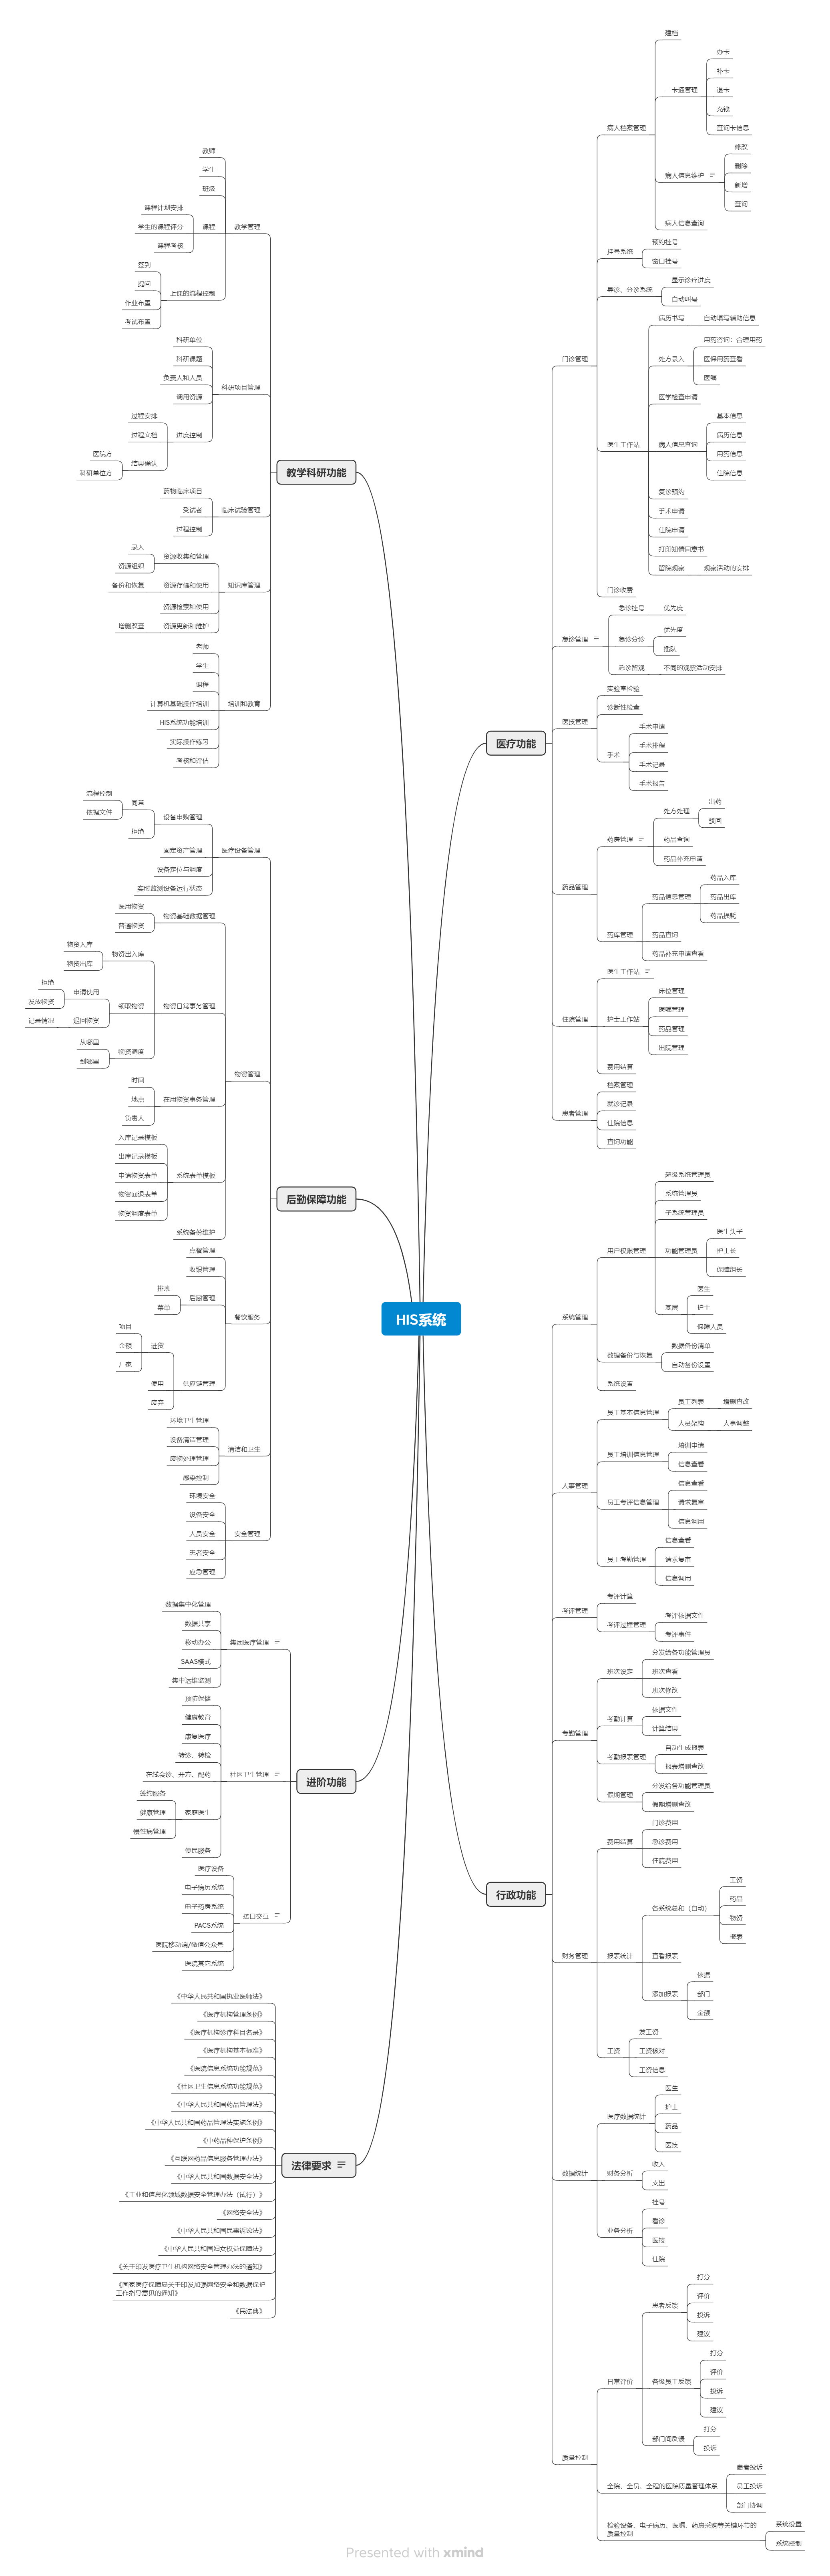 HIS系统
医疗功能
门诊管理
病人档案管理
建档
一卡通管理
办卡
补卡
退卡
充钱
查询卡信息
病人信息维护
修改
删除
新增
查询
病人信息查询
挂号系统
预约挂号
窗口挂号
导诊、分诊系统
显示诊疗进度
自动叫号
医生工作站
病历书写
自动填写辅助信息
处方录入
用药咨询：合理用药
医保用药查看
医嘱
医学检查申请
病人信息查询
基本信息
病历信息
用药信息
住院信息
复诊预约
手术申请
住院申请
打印知情同意书
留院观察
观察活动的安排
门诊收费
急诊管理
急诊挂号
优先度
急诊分诊
优先度
插队
急诊留观
不同的观察活动安排
医技管理
实验室检验
诊断性检查
手术
手术申请
手术排程
手术记录
手术报告
药品管理
药房管理
处方处理
出药
驳回
药品查询
药品补充申请
药库管理
药品信息管理
药品入库
药品出库
药品损耗
药品查询
药品补充申请查看
住院管理
医生工作站
护士工作站
床位管理
医嘱管理
药品管理
出院管理
费用结算
患者管理
档案管理
就诊记录
住院信息
查询功能
行政功能
系统管理
用户权限管理
超级系统管理员
系统管理员
子系统管理员
功能管理员
医生头子
护士长
保障组长
基层
医生
护士
保障人员
数据备份与恢复
数据备份清单
自动备份设置
系统设置
人事管理
员工基本信息管理
员工列表
增删查改
人员架构
人事调整
员工培训信息管理
培训申请
信息查看
员工考评信息管理
信息查看
请求复审
信息调用
员工考勤管理
信息查看
请求复审
信息调用
考评管理
考评计算
考评过程管理
考评依据文件
考评事件
考勤管理
班次设定
分发给各功能管理员
班次查看
班次修改
考勤计算
依据文件
计算结果
考勤报表管理
自动生成报表
报表增删查改
假期管理
分发给各功能管理员
假期增删查改
财务管理
费用结算
门诊费用
急诊费用
住院费用
报表统计
各系统总和（自动）
工资
药品
物资
报表
查看报表
添加报表
依据
部门
金额
工资
发工资
工资核对
工资信息
数据统计
医疗数据统计
医生
护士
药品
医技
财务分析
收入
支出
业务分析
挂号
看诊
医技
住院
质量控制
日常评价
患者反馈
打分
评价
投诉
建议
各级员工反馈
打分
评价
投诉
建议
部门间反馈
打分
投诉
全院、全员、全程的医院质量管理体系
患者投诉
员工投诉
部门协调
检验设备、电子病历、医嘱、药房采购等关键环节的
质量控制
系统设置
系统控制
教学科研功能
教学管理
教师
学生
班级
课程
课程计划安排
学生的课程评分
课程考核
上课的流程控制
签到
提问
作业布置
考试布置
科研项目管理
科研单位
科研课题
负责人和人员
调用资源
进度控制
过程安排
过程文档
结果确认
医院方
科研单位方
临床试验管理
药物临床项目
受试者
过程控制
知识库管理
资源收集和管理
录入
资源组织
资源存储和使用
备份和恢复
资源检索和使用
资源更新和维护
增删改查
培训和教育
老师
学生
课程
计算机基础操作培训
HIS系统功能培训
实际操作练习
考核和评估
后勤保障功能
医疗设备管理
设备申购管理
同意
流程控制
依据文件
拒绝
固定资产管理
设备定位与调度
实时监测设备运行状态
物资管理
物资基础数据管理
医用物资
普通物资
物资日常事务管理
物资出入库
物资入库
物资出库
领取物资
申请使用
拒绝
发放物资
退回物资
记录情况
物资调度
从哪里
到哪里
在用物资事务管理
时间
地点
负责人
系统表单模板
入库记录模板
出库记录模板
申请物资表单
物资回退表单
物资调度表单
系统备份维护
餐饮服务
点餐管理
收银管理
后厨管理
排班
菜单
供应链管理
进货
项目
金额
厂家
使用
废弃
清洁和卫生
环境卫生管理
设备清洁管理
废物处理管理
感染控制
安全管理
环境安全
设备安全
人员安全
患者安全
应急管理
进阶功能
集团医疗管理
数据集中化管理
数据共享
移动办公
SAAS模式
集中运维监测
社区卫生管理
预防保健
健康教育
康复医疗
转诊、转检
在线会诊、开方、配药
家庭医生
签约服务
健康管理
慢性病管理
便民服务
接口交互
医疗设备
电子病历系统
电子药房系统
PACS系统
医院移动端/微信公众号
医院其它系统
法律要求
《中华人民共和国执业医师法》
《医疗机构管理条例》
《医疗机构诊疗科目名录》
《医疗机构基本标准》
《医院信息系统功能规范》
《社区卫生信息系统功能规范》
《中华人民共和国药品管理法》
《中华人民共和国药品管理法实施条例》
《中药品种保护条例》
《互联网药品信息服务管理办法》
《中华人民共和国数据安全法》
《工业和信息化领域数据安全管理办法（试行）》
《网络安全法》
《中华人民共和国民事诉讼法》
《中华人民共和国妇女权益保障法》
《关于印发医疗卫生机构网络安全管理办法的通知》
《国家医疗保障局关于印发加强网络安全和数据保护
工作指导意见的通知》
《民法典》
Presented with xmind